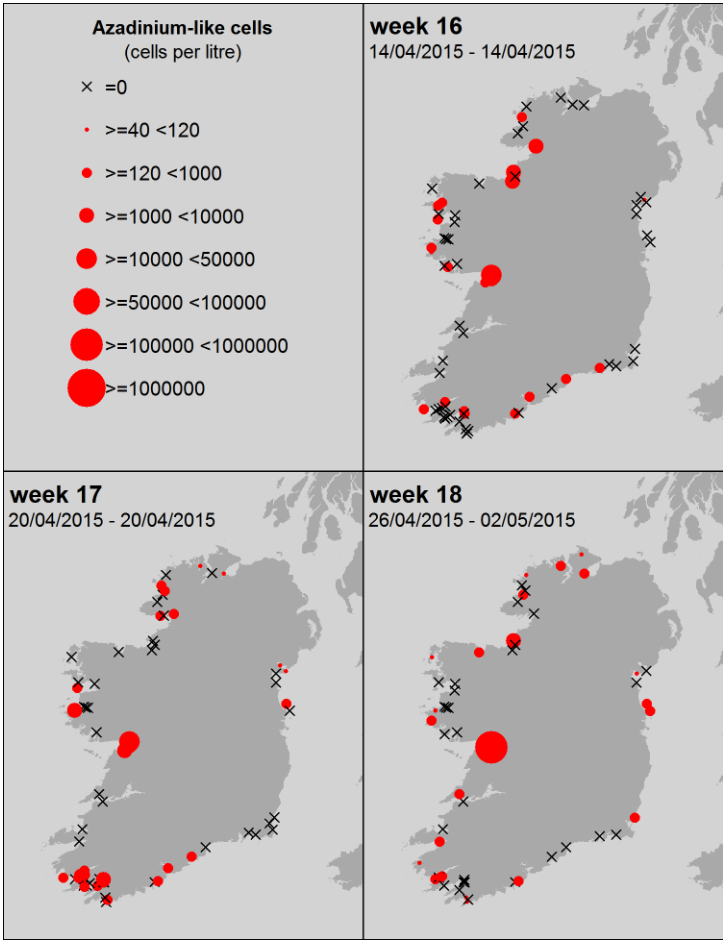 Azadinium-like cells
(cells per litre)
=0
>=40 <120
>=120 <1000
>=1000 <10000
>=10000 <50000
>=50000 <100000
>=100000 <1000000
>=1000000
week 16
14/04/2015 - 14/04/2015
week 17
20/04/2015 - 20/04/2015
week 18
26/04/2015 - 02/05/2015